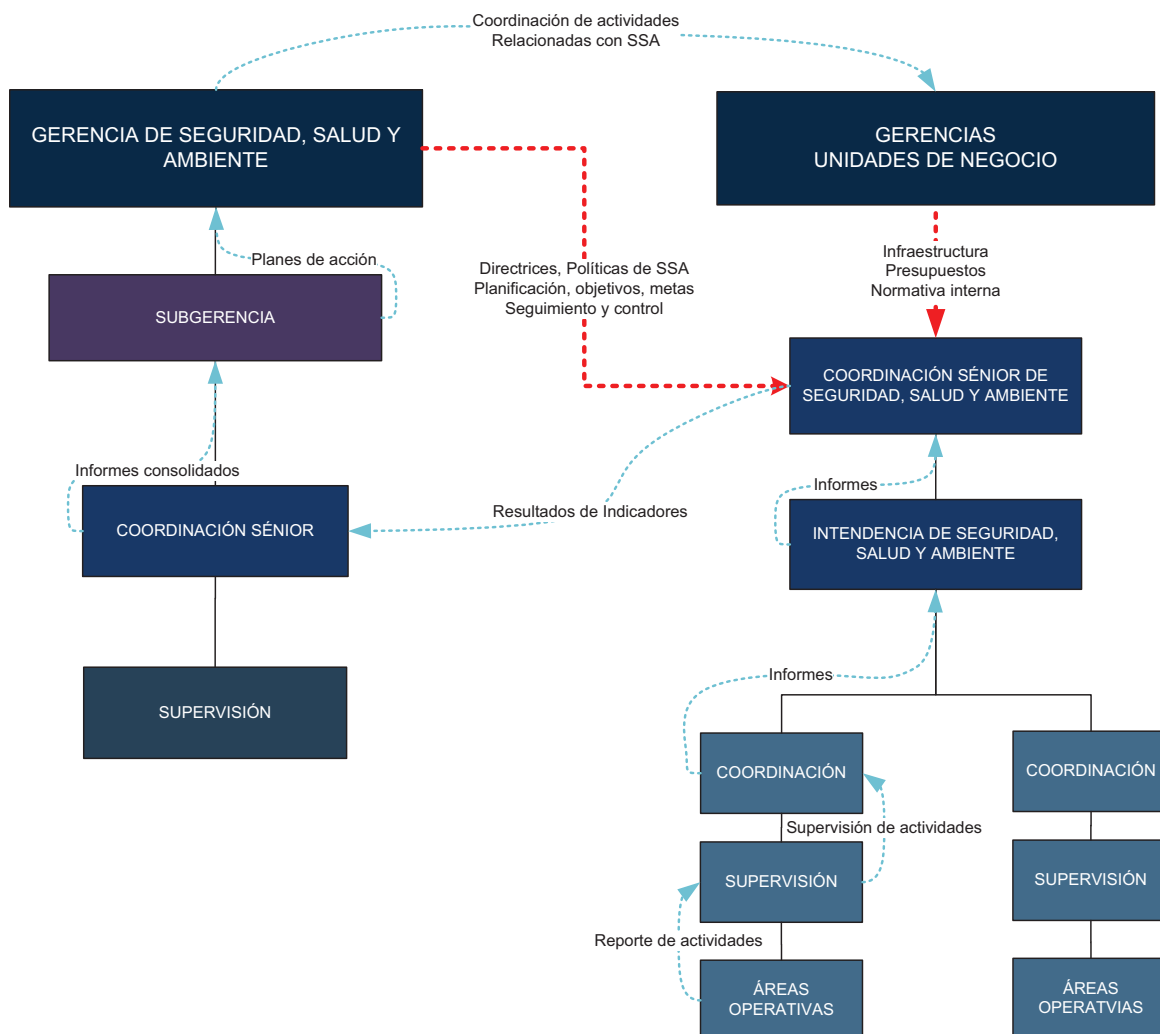 Coordinación de actividades
Relacionadas con SSA
GERENCIA DE SEGURIDAD, SALUD Y
AMBIENTE
GERENCIAS
UNIDADES DE NEGOCIO
Planes de acción
SUBGERENCIA
Directrices, Políticas de SSA
Planificación, objetivos, metas
Seguimiento y control
Infraestructura
Presupuestos
Normativa interna
COORDINACIÓN SÉNIOR DE
SEGURIDAD, SALUD Y AMBIENTE
Informes consolidados
COORDINACIÓN SÉNIOR
Resultados de Indicadores
Informes
INTENDENCIA DE SEGURIDAD,
SALUD Y AMBIENTE
SUPERVISIÓN
Informes
COORDINACIÓN
COORDINACIÓN
Supervisión de actividades
SUPERVISIÓN
SUPERVISIÓN
Reporte de actividades
ÁREAS
OPERATIVAS
ÁREAS
OPERATVIAS